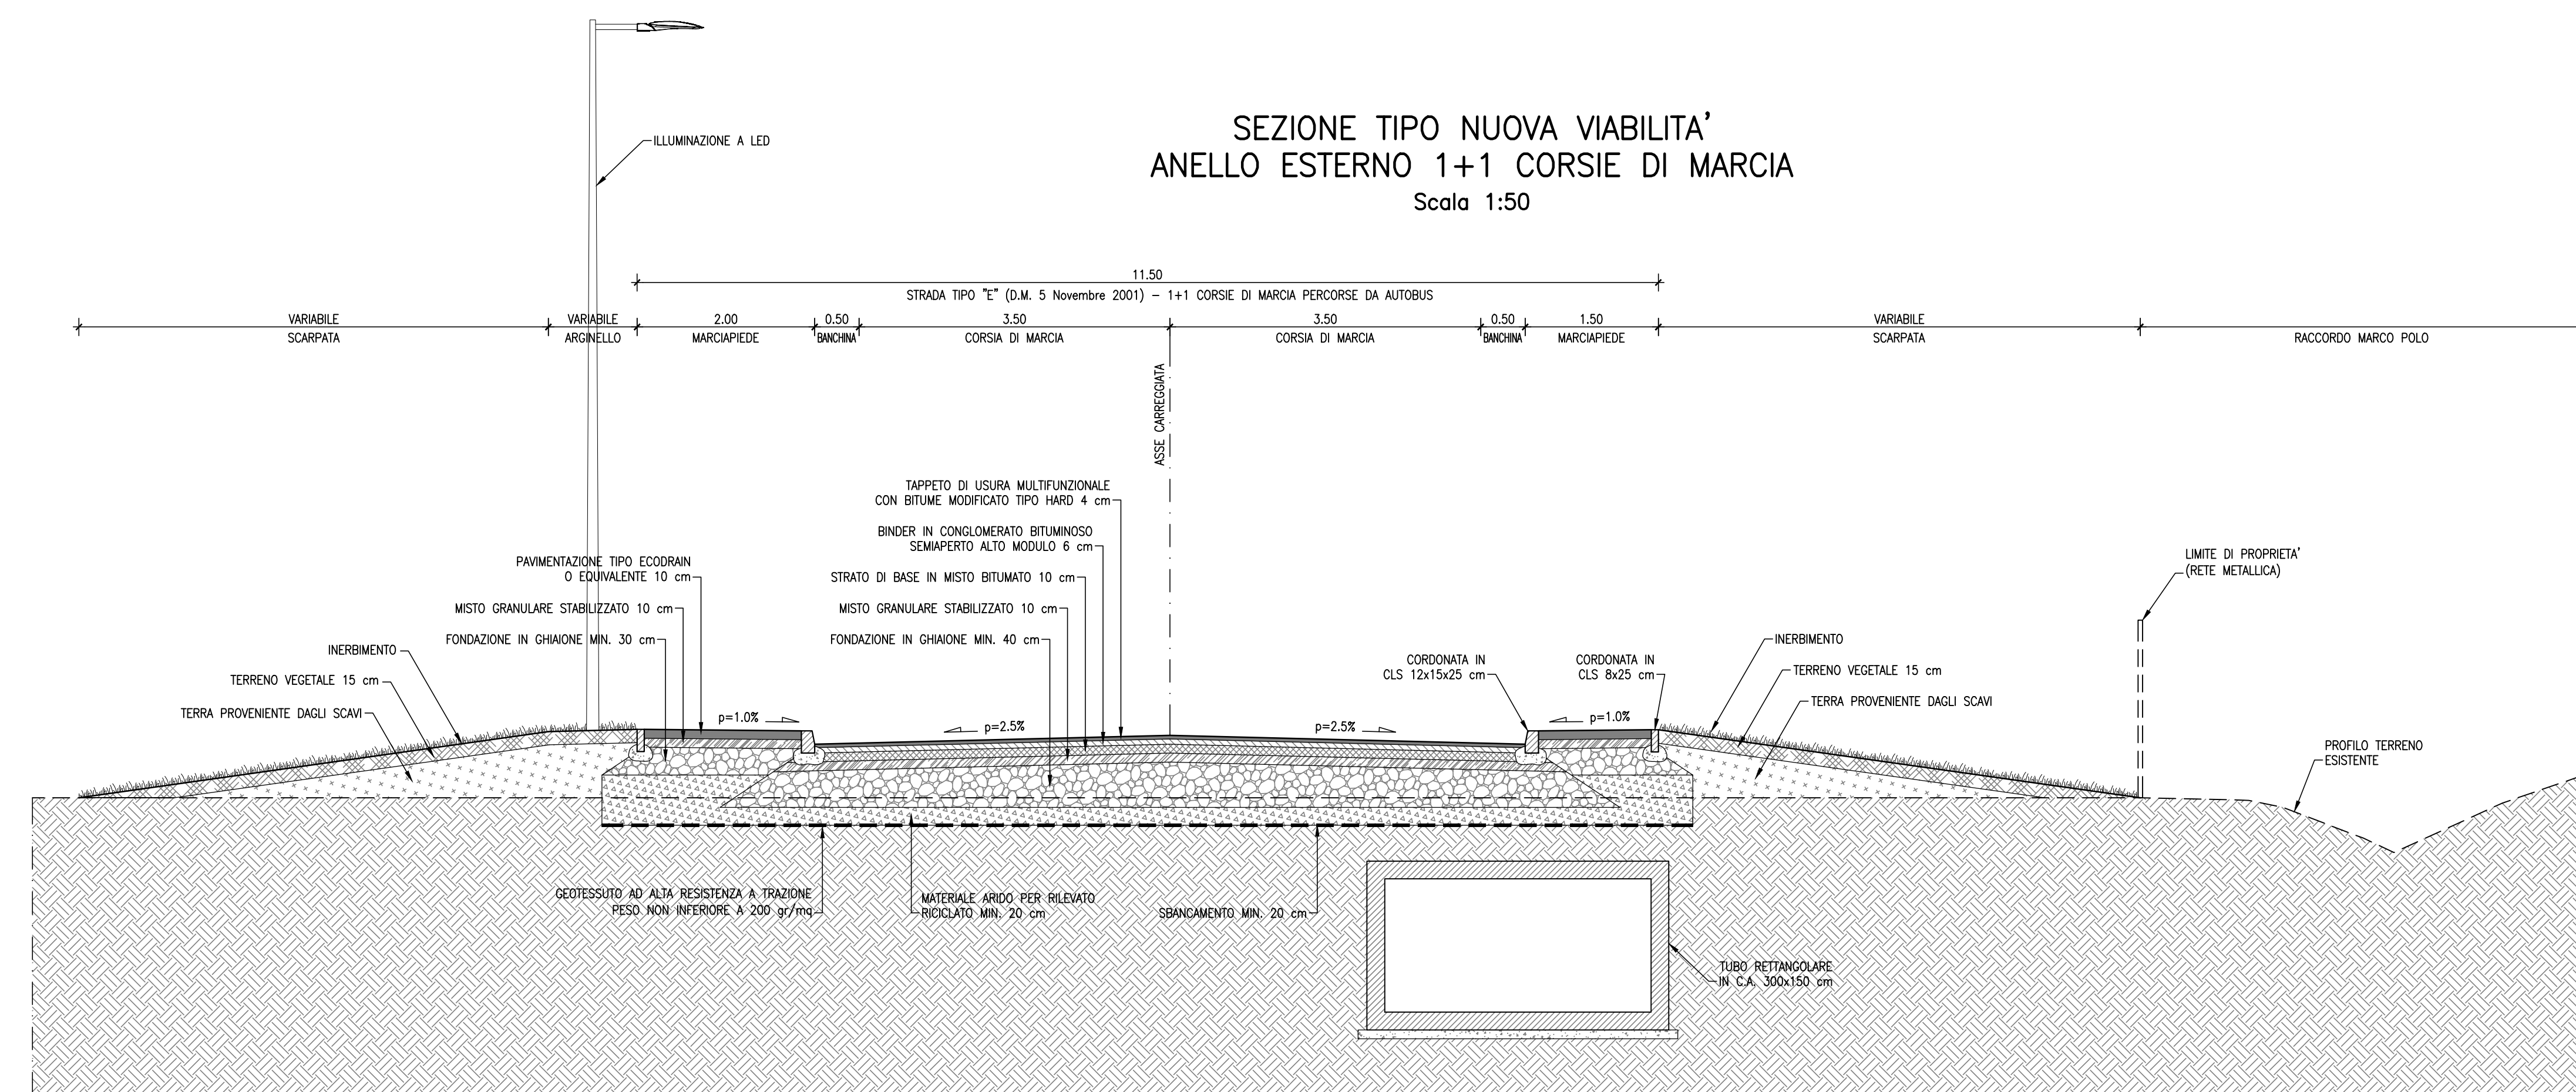 ILLUMINAZIONE A LED
SEZIONE TIPO NUOVA VIABILITA'
ANELLO ESTERNO 1+1 CORSIE DI MARCIA
Scala 1:50
11.50
STRADA TIPO "E" (D.M. 5 Novembre 2001) – 1+1 CORSIE DI MARCIA PERCORSE DA AUTOBUS
VARIABILE
SCARPATA
VARIABILE
ARGINELLO
2.00
MARCIAPIEDE
0.50
BANCHINA
3.50
CORSIA DI MARCIA
3.50
CORSIA DI MARCIA
0.50
BANCHINA
1.50
MARCIAPIEDE
VARIABILE
SCARPATA
RACCORDO MARCO POLO
ASSE CARREGGIATA
TAPPETO DI USURA MULTIFUNZIONALE
CON BITUME MODIFICATO TIPO HARD 4 cm
BINDER IN CONGLOMERATO BITUMINOSO
SEMIAPERTO ALTO MODULO 6 cm
STRATO DI BASE IN MISTO BITUMATO 10 cm
MISTO GRANULARE STABILIZZATO 10 cm
FONDAZIONE IN GHIAIONE MIN. 40 cm
PAVIMENTAZIONE TIPO ECODRAIN
O EQUIVALENTE 10 cm
MISTO GRANULARE STABILIZZATO 10 cm
FONDAZIONE IN GHIAIONE MIN. 30 cm
INERBIMENTO
TERRENO VEGETALE 15 cm
TERRA PROVENIENTE DAGLI SCAVI
CORDONATA IN
CLS 12x15x25 cm
CORDONATA IN
CLS 8x25 cm
INERBIMENTO
TERRENO VEGETALE 15 cm
TERRA PROVENIENTE DAGLI SCAVI
LIMITE DI PROPRIETA'
(RETE METALLICA)
PROFILO TERRENO
ESISTENTE
p=1.0%
p=2.5%
p=2.5%
p=1.0%
GEOTESSUTO AD ALTA RESISTENZA A TRAZIONE
PESO NON INFERIORE A 200 gr/mq
MATERIALE ARIDO PER RILEVATO
RICICLATO MIN. 20 cm
SBANCAMENTO MIN. 20 cm
TUBO RETTANGOLARE
IN C.A. 300x150 cm